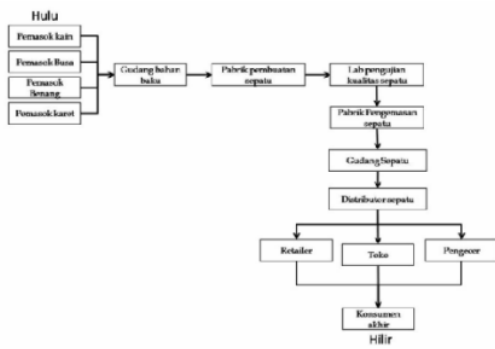 Hulu
Pemasok kain
Pemasok Busa
Pemasok
Benang
Pemasok karet
Gudang bahan
baku
Pabrik pembuatan
sepatu
Lab pengujian
kualitas sepatu
Pabrik Pengemasan
sepatu
Gudang Sepatu
Distributor sepatu
Retailer
Toko
Pengecer
Konsumen
akhir
Hilir